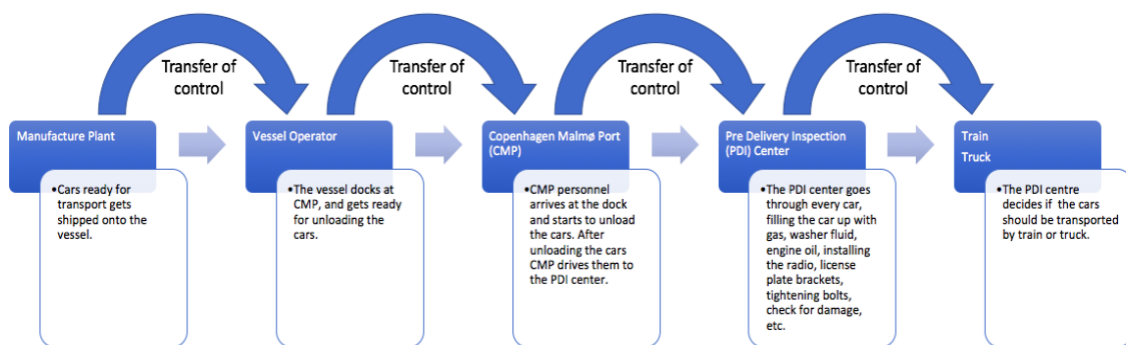 Transfer of
control
Transfer of
control
Transfer of
control
Transfer of
control
Manufacture Plant
•Cars ready for
transport gets
shipped onto the
vessel.
Vessel Operator
•The vessel docks at
CMP, and gets
ready for
unloading the
cars.
Copenhagen Malmø Port
(CMP)
•CMP personnel
arrives at the dock
and starts to unload
the cars. After
unloading the cars
CMP drives them to
the PDI center.
Pre Delivery Inspection
(PDI) Center
•The PDI center goes
through every car,
filling the car up with
gas, washer fluid,
engine oil, installing
the radio, license
plate brackets,
tightening bolts,
check for damage,
etc.
Train
Truck
•The PDI centre
decides if the cars
should be transported
by train or truck.